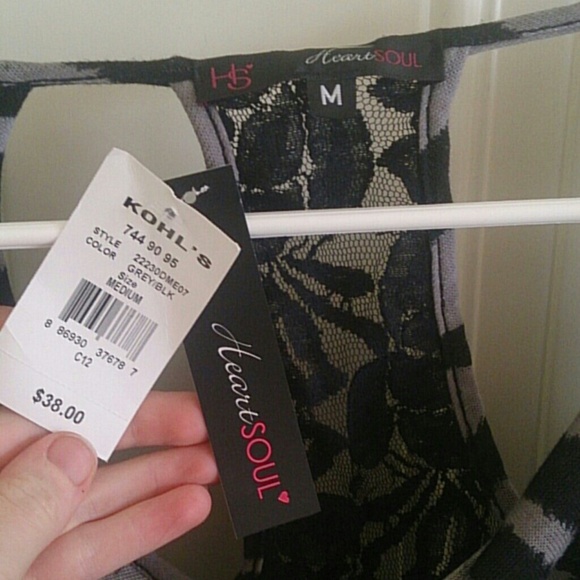 HS
HeartSOUL
M
KOHL'S
744 90 95
STYLE 22230DME07
COLOR GREY/BLK
Size
MEDIUM
8 86930 37678 7
C12
$38.00
HeartSOUL